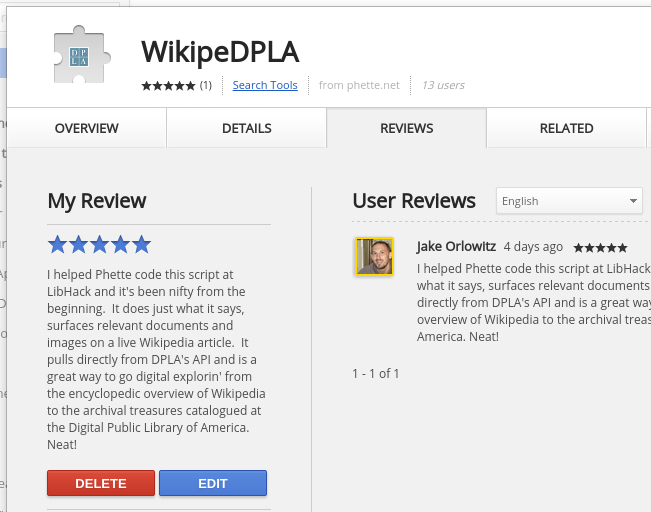 WikipeDPLA
(1) Search Tools from phette.net 13 users
OVERVIEW DETAILS REVIEWS RELATED
My Review
I helped Phette code this script at
LibHack and it's been nifty from the
beginning.  It does just what it says,
surfaces relevant documents and
images on a live Wikipedia article.  It
pulls directly from DPLA's API and is a
great way to go digital explorin' from
the encyclopedic overview of Wikipedia
to the archival treasures catalogued at
the Digital Public Library of America.
Neat!
DELETE EDIT
User Reviews English
Jake Orlowitz 4 days ago
I helped Phette code this script at LibHack
what it says, surfaces relevant documents
directly from DPLA's API and is a great way
overview of Wikipedia to the archival treas
America. Neat!
1 - 1 of 1